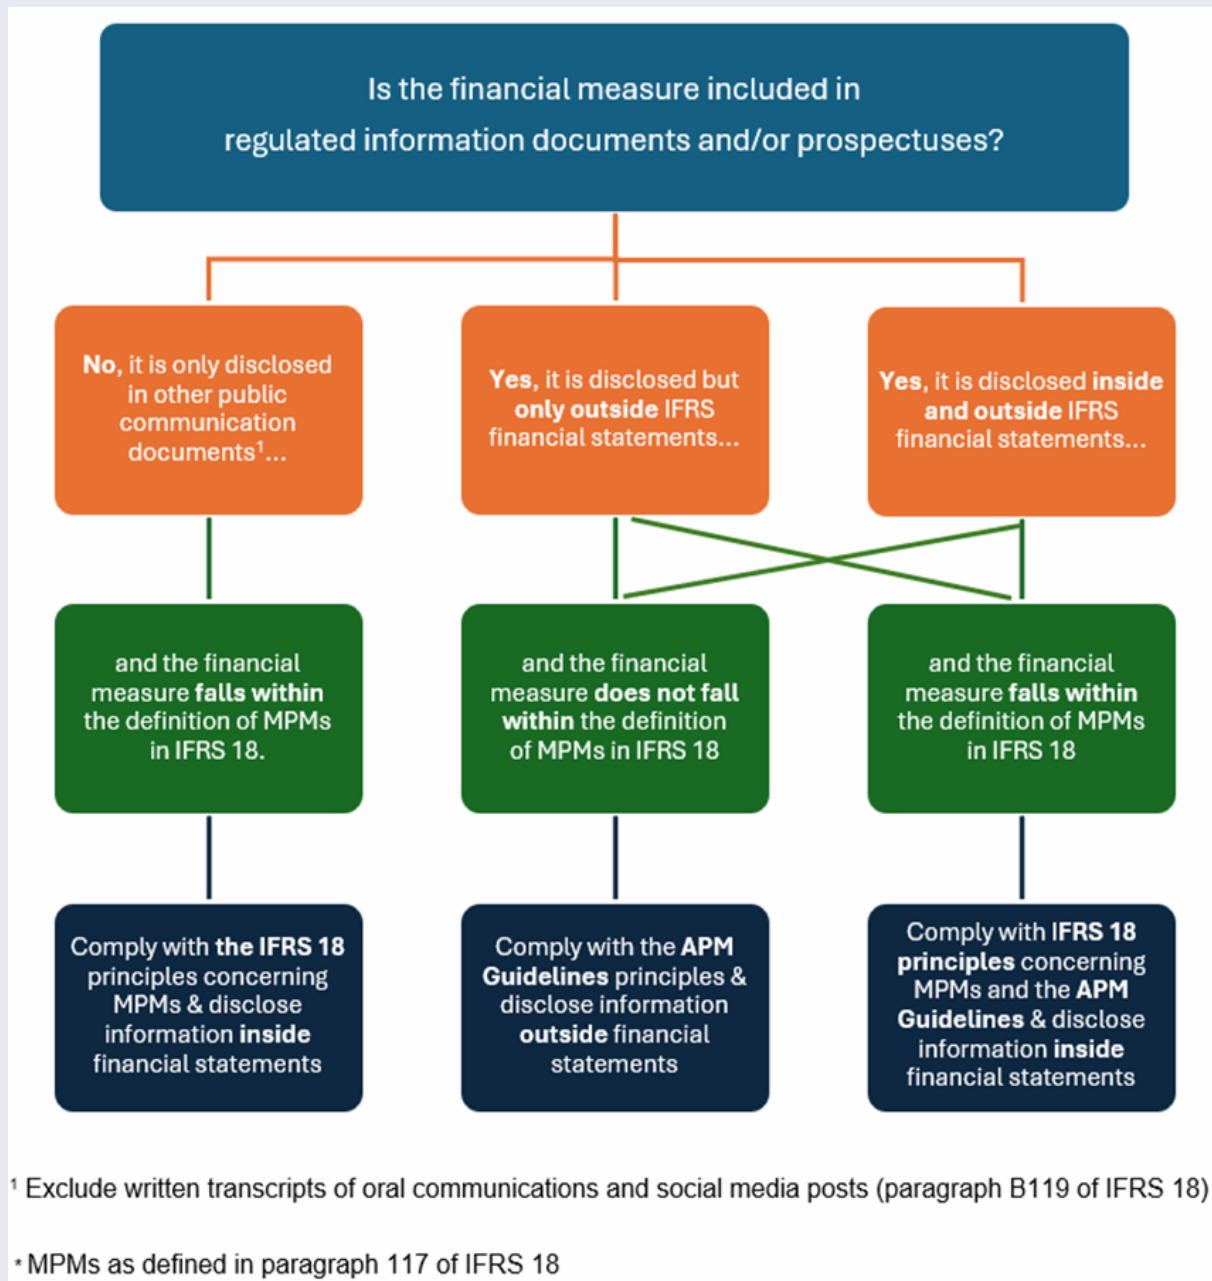 Is the financial measure included in
regulated information documents and/or prospectuses?
No, it is only disclosed
in other public
communication
documents¹...
Yes, it is disclosed but
only outside IFRS
financial statements...
Yes, it is disclosed inside
and outside IFRS
financial statements...
and the financial
measure falls within
the definition of MPMs
in IFRS 18.
and the financial
measure does not fall
within the definition
of MPMs in IFRS 18
and the financial
measure falls within
the definition of MPMs
in IFRS 18
Comply with the IFRS 18
principles concerning
MPMs & disclose
information inside
financial statements
Comply with the APM
Guidelines principles &
disclose information
outside financial
statements
Comply with IFRS 18
principles concerning
MPMs and the APM
Guidelines & disclose
information inside
financial statements
¹ Exclude written transcripts of oral communications and social media posts (paragraph B119 of IFRS 18)
* MPMs as defined in paragraph 117 of IFRS 18